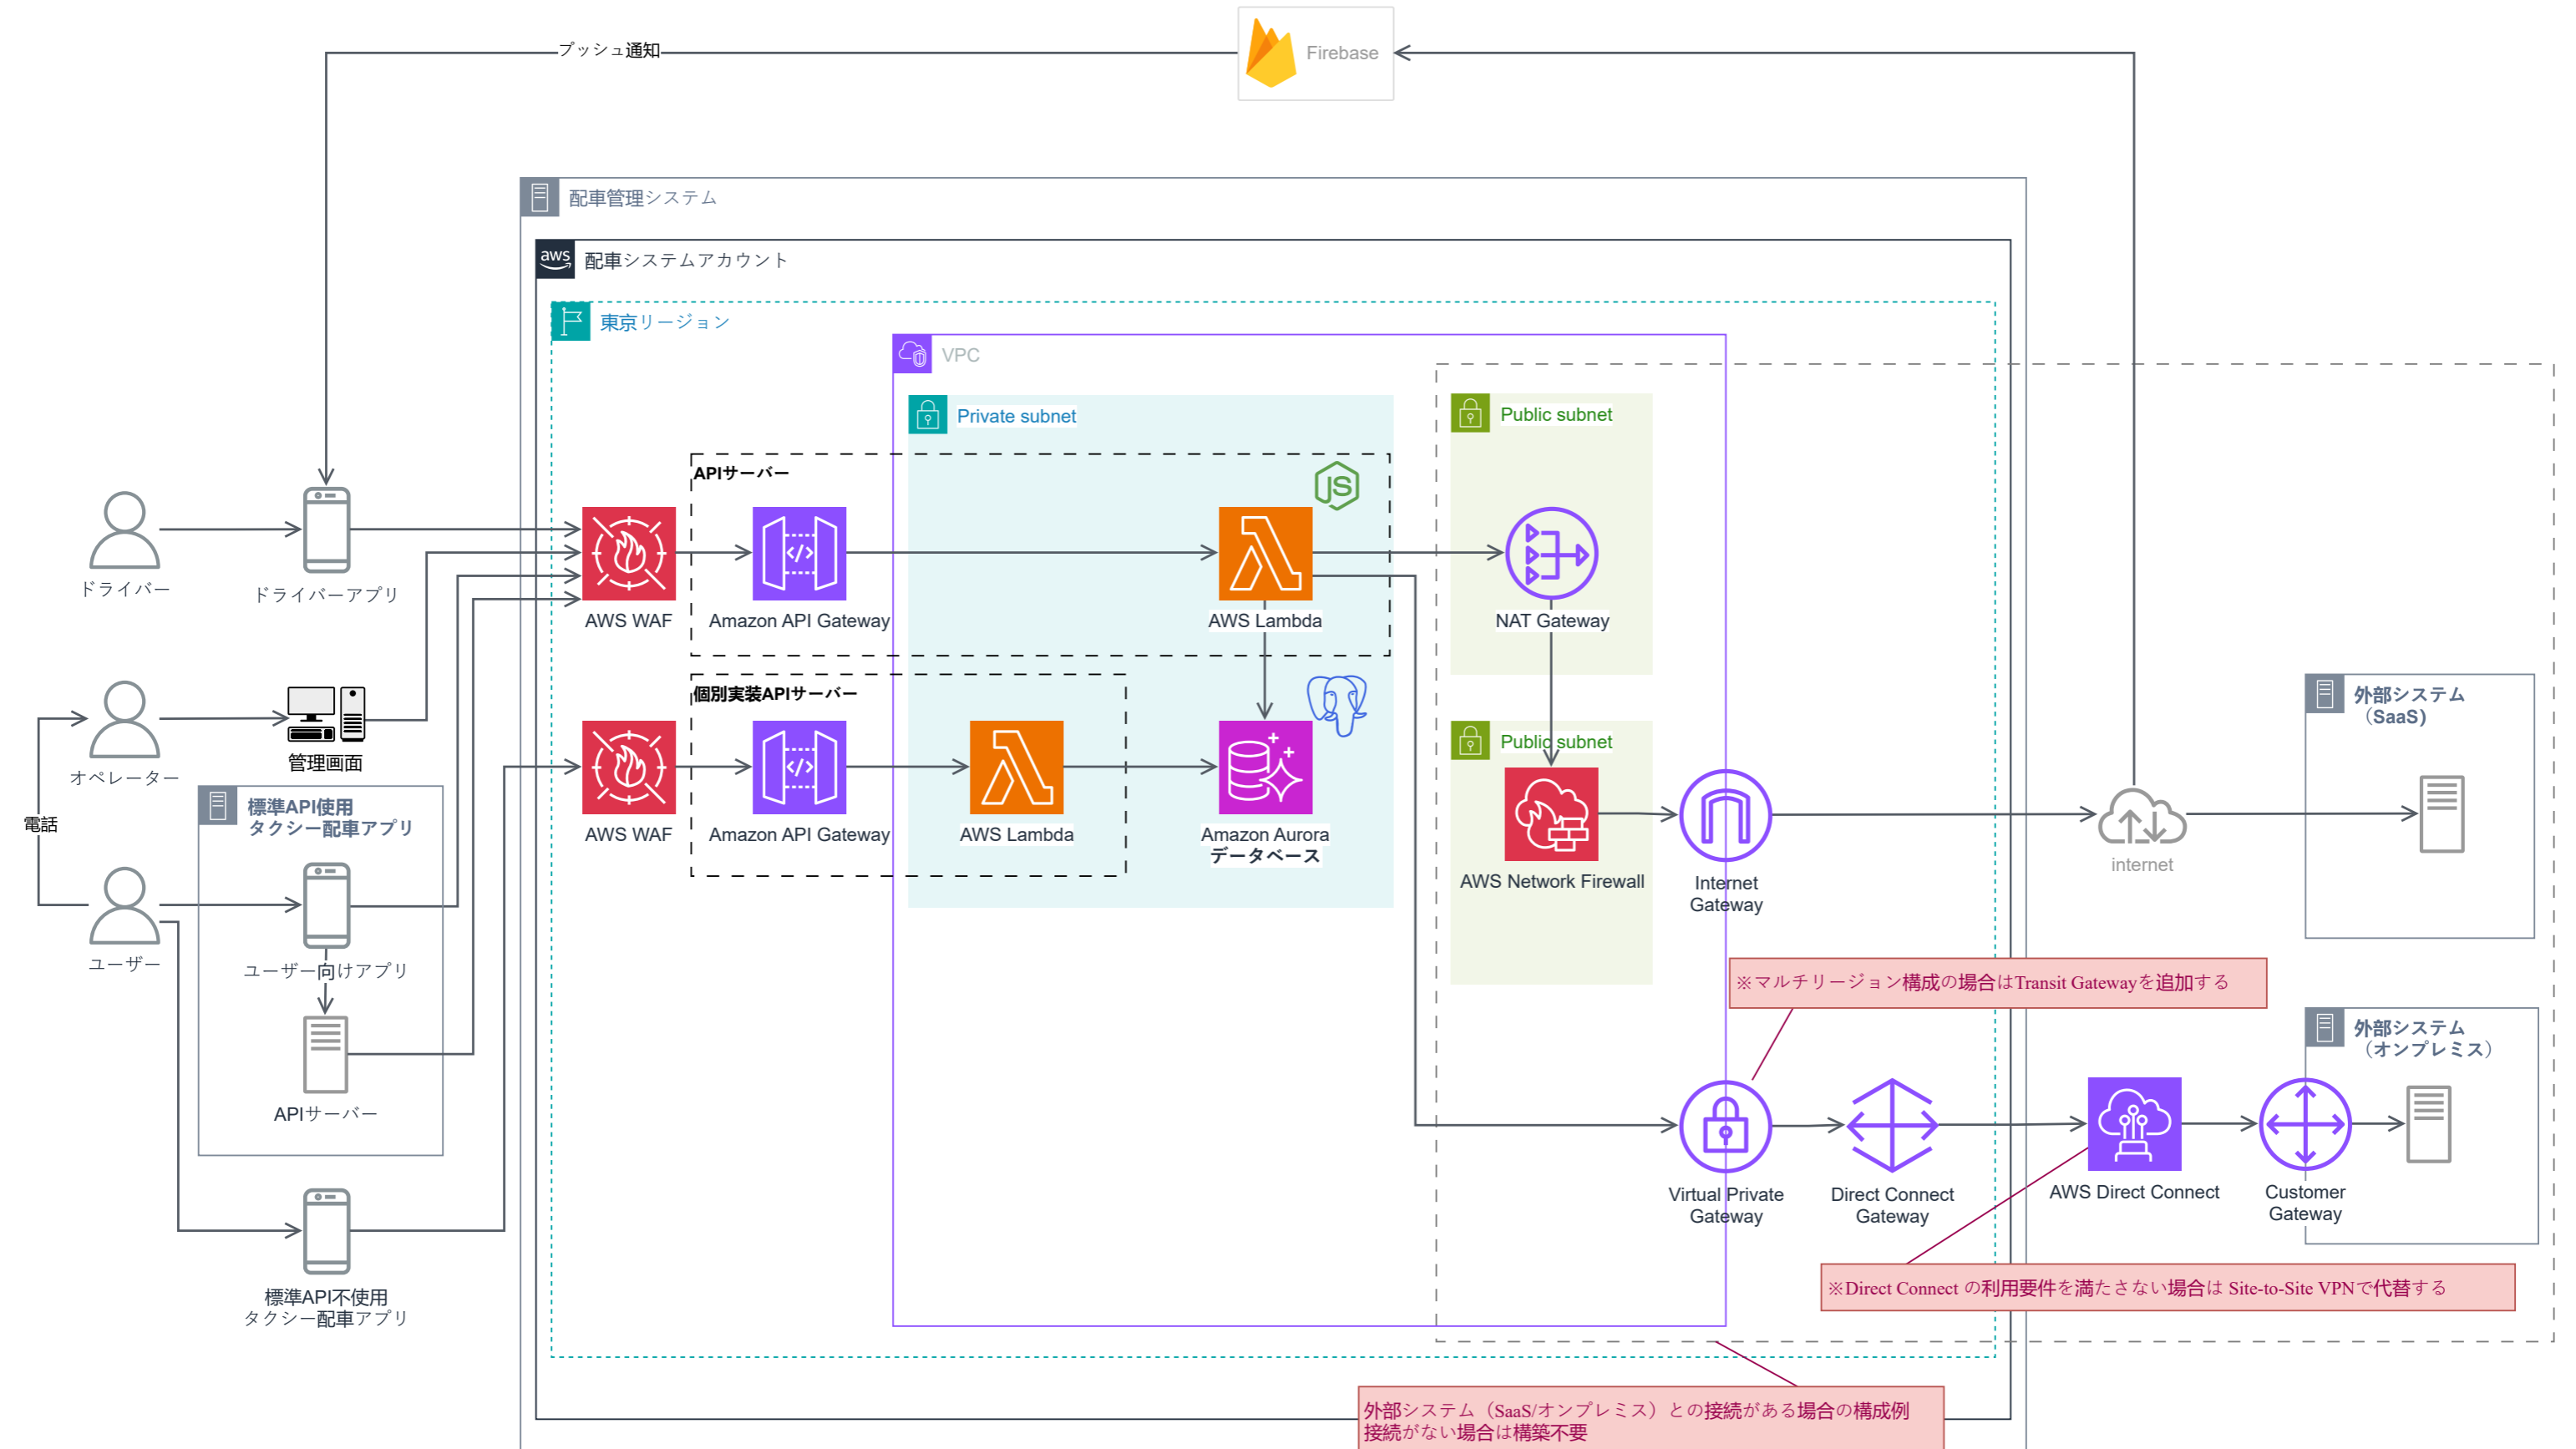 プッシュ通知
Firebase
配車管理システム
aws
配車システムアカウント
東京リージョン
VPC
Private subnet
Public subnet
APIサーバー
JS
ドライバー
ドライバーアプリ
AWS WAF
Amazon API Gateway
AWS Lambda
NAT Gateway
個別実装APIサーバー
オペレーター
管理画面
電話
標準API使用
タクシー配車アプリ
ユーザー
ユーザー向けアプリ
APIサーバー
標準API不使用
タクシー配車アプリ
AWS WAF
Amazon API Gateway
AWS Lambda
Amazon Aurora
データベース
Public subnet
AWS Network Firewall
Internet
Gateway
internet
外部システム
（SaaS)
※マルチリージョン構成の場合はTransit Gatewayを追加する
外部システム
（オンプレミス）
Virtual Private
Gateway
Direct Connect
Gateway
AWS Direct Connect
Customer
Gateway
※Direct Connect の利用要件を満たさない場合は Site-to-Site VPNで代替する
外部システム（SaaS/オンプレミス）との接続がある場合の構成例
接続がない場合は構築不要